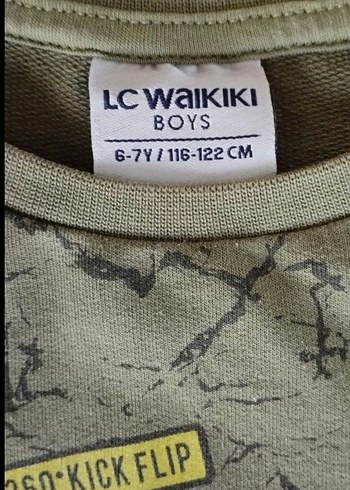 LC WAIKIKI
BOYS
6-7Y / 116-122 CM
360° KICK FLIP